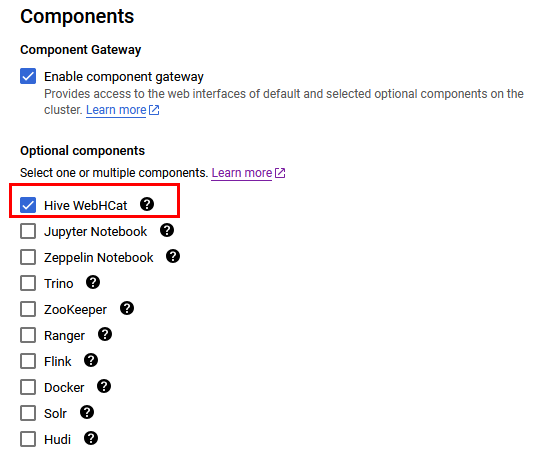 Components
Component Gateway
Enable component gateway
Provides access to the web interfaces of default and selected optional components on the
cluster. Learn more
Optional components
Select one or multiple components. Learn more
Hive WebHCat
Jupyter Notebook
Zeppelin Notebook
Trino
ZooKeeper
Ranger
Flink
Docker
Solr
Hudi